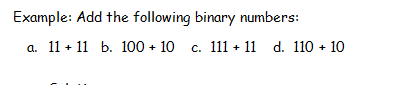 Example: Add the following binary numbers:
a. 11 + 11 b. 100 + 10 c. 111 + 11 d. 110 + 10